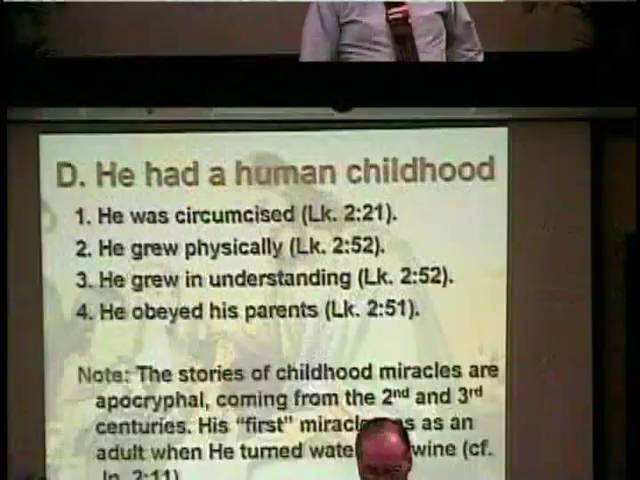 D. He had a human childhood
1. He was circumcised (Lk. 2:21).
2. He grew physically (Lk. 2:52).
3. He grew in understanding (Lk. 2:52).
4. He obeyed his parents (Lk. 2:51).
Note: The stories of childhood miracles are
apocryphal, coming from the 2nd and 3rd
centuries. His "first" as as an
adult when He turned wine (cf.
2:11)